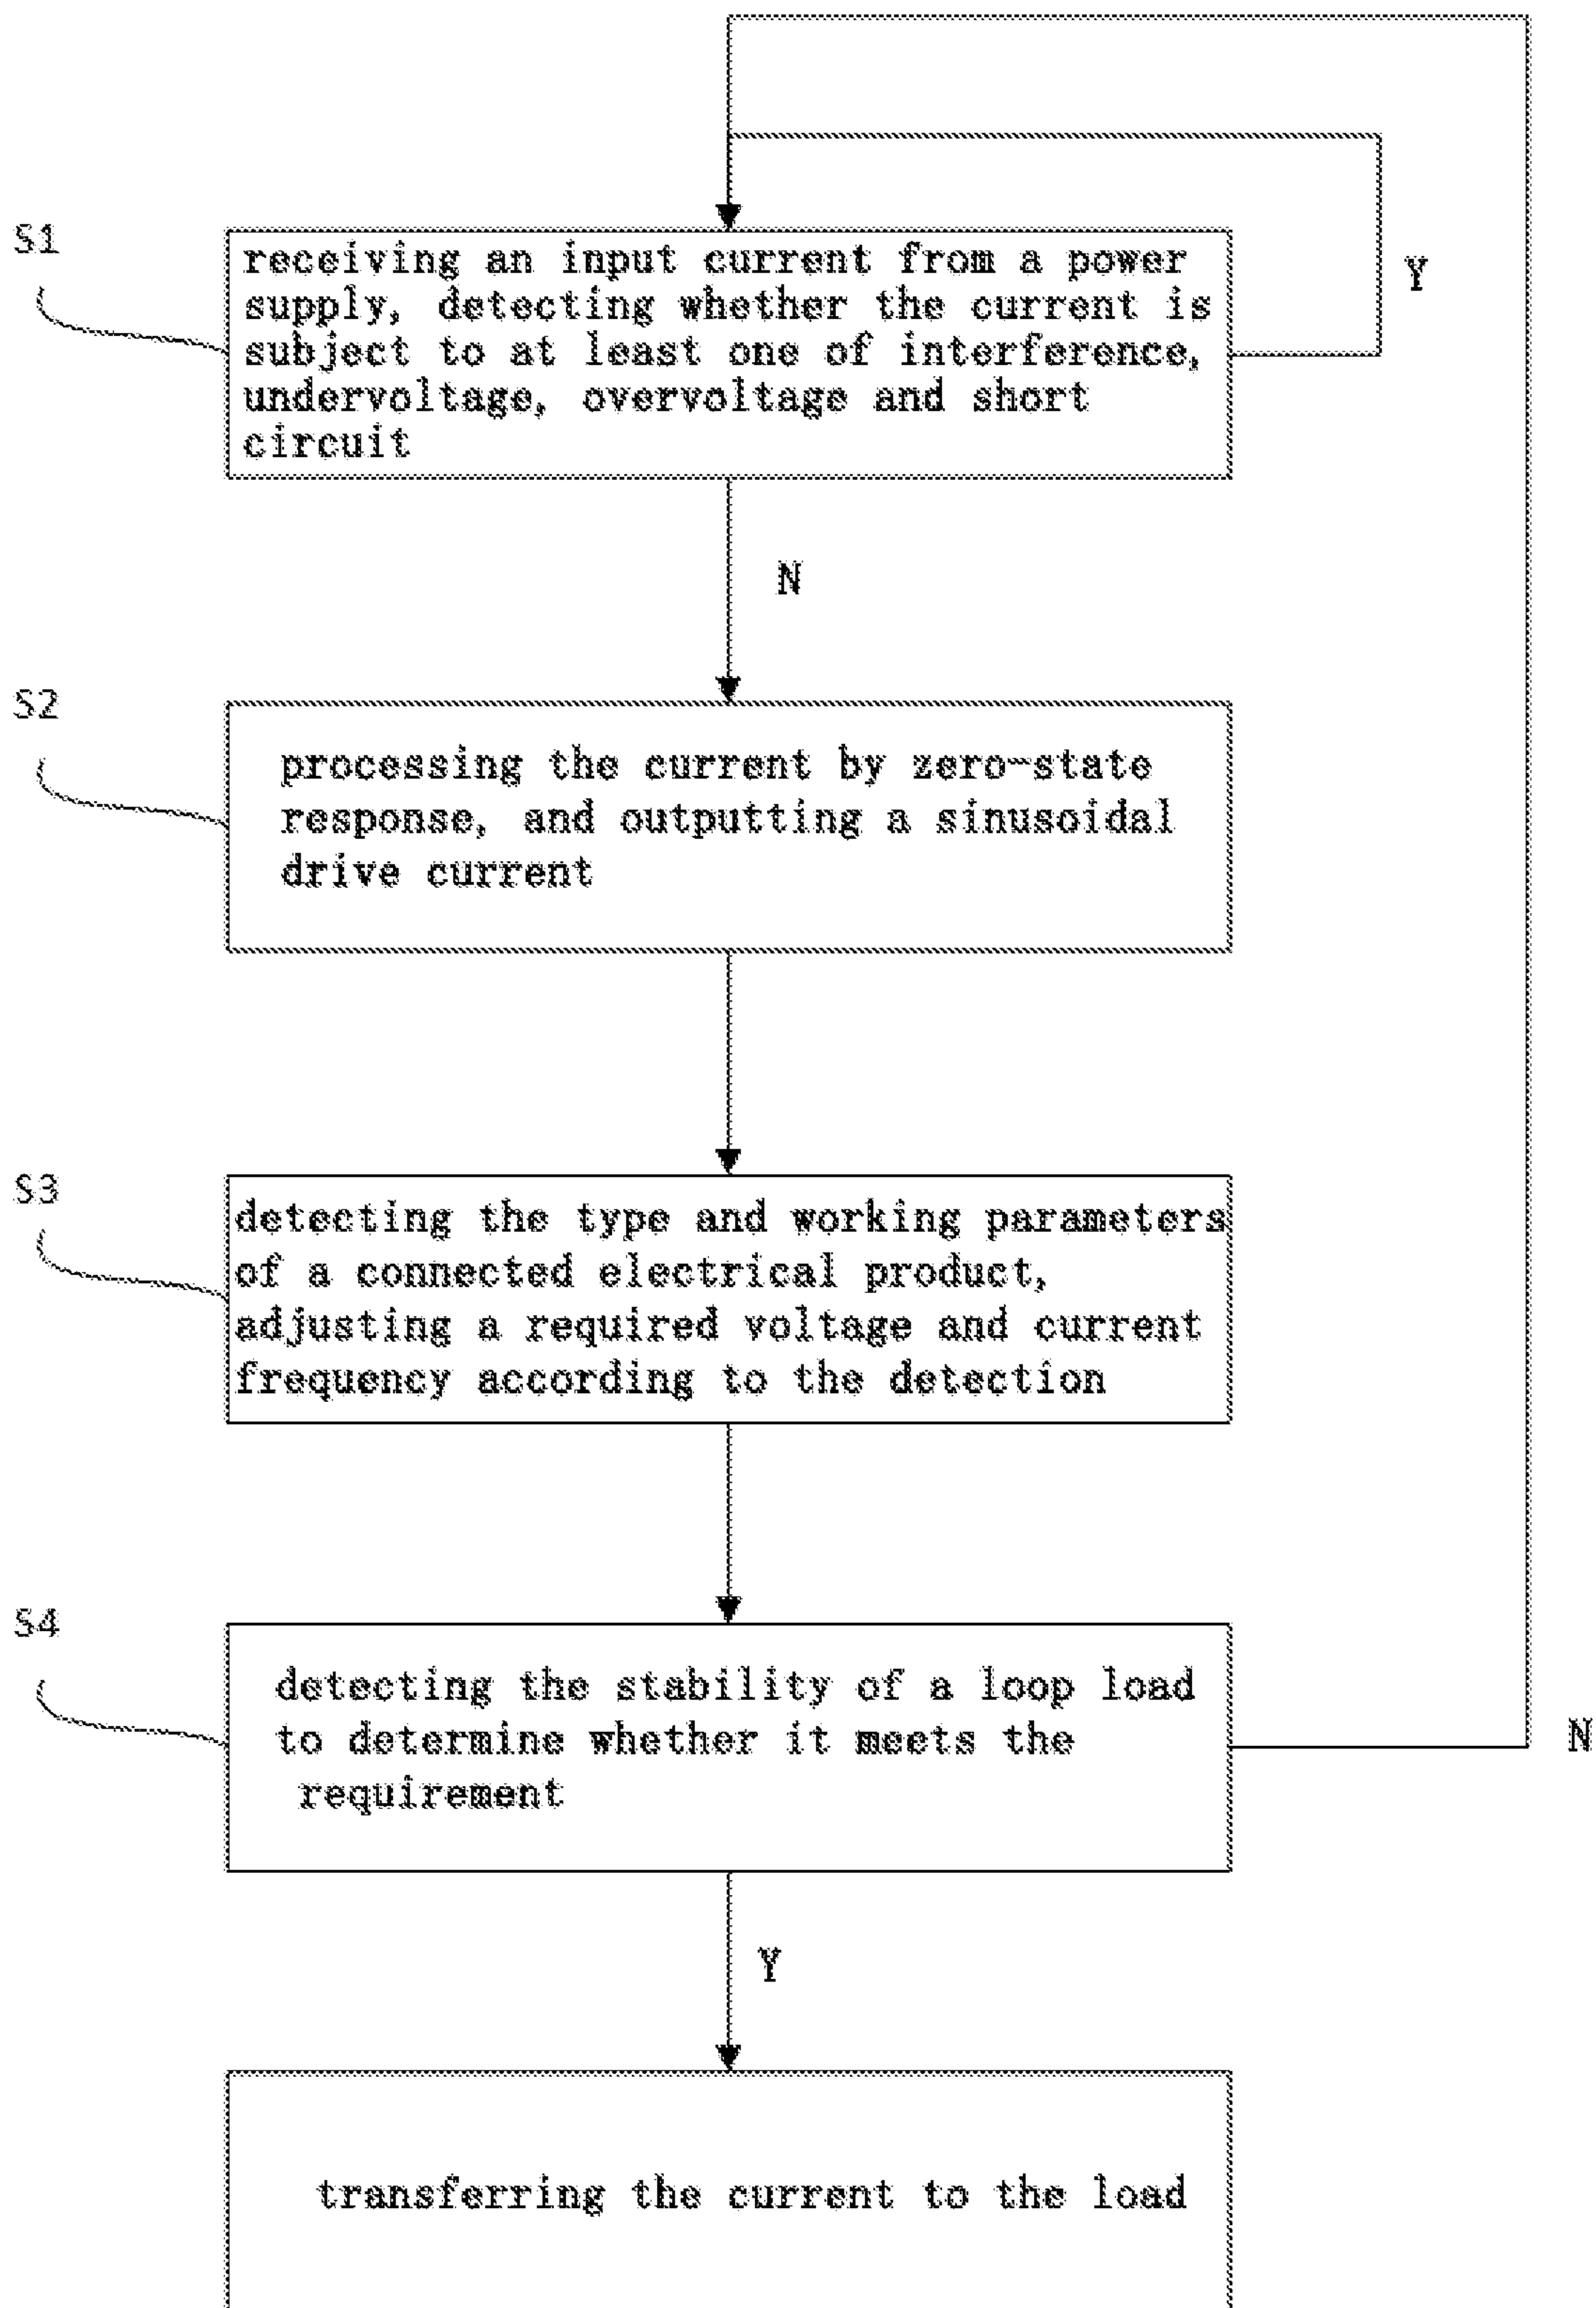 S1
receiving an input current from a power
supply, detecting whether the current is
subject to at least one of interference,
undervoltage, overvoltage and short
circuit
Y
N
S2
processing the current by zero-state
response, and outputting a sinusoidal
drive current
S3
detecting the type and working parameters
of a connected electrical product,
adjusting a required voltage and current
frequency according to the detection
S4
detecting the stability of a loop load
to determine whether it meets the
requirement
N
Y
transferring the current to the load